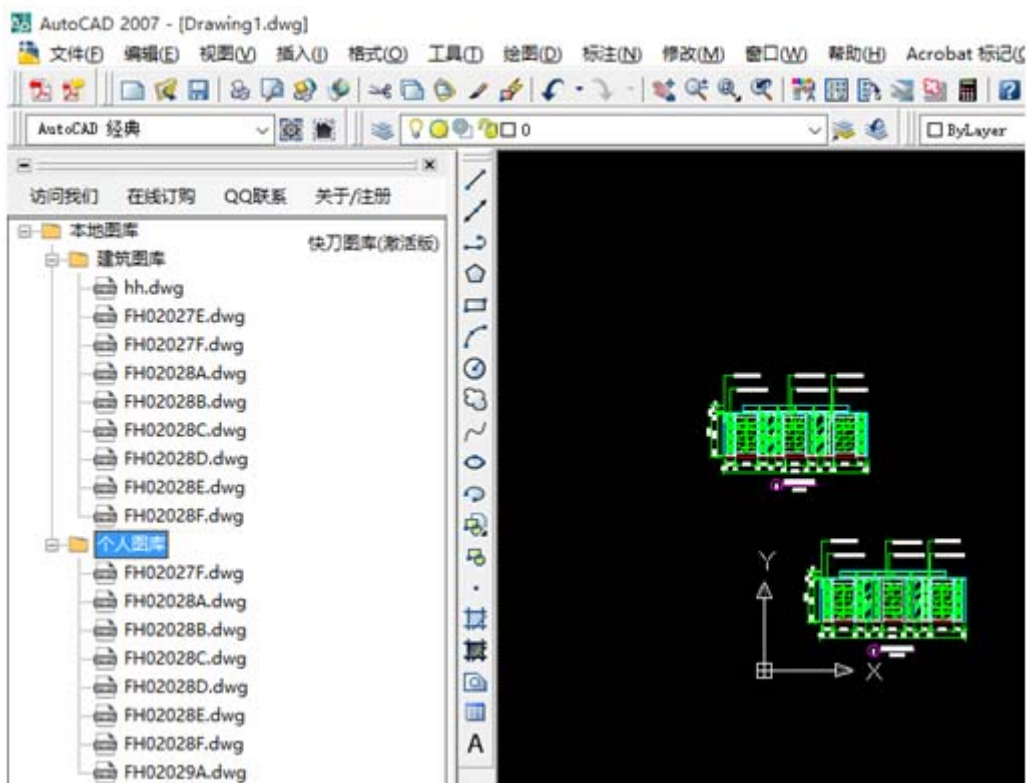 AutoCAD 2007 - [Drawing1.dwg]
文件(F) 编辑(E) 视图(V) 插入(I) 格式(O) 工具(T) 绘图(D) 标注(N) 修改(M) 窗口(W) 帮助(H) Acrobat 标记(C
AutoCAD 经典 0 ByLayer
访问我们 在线订购 QQ联系 关于/注册
本地图库
快刀图库(激活版)
建筑图库
hh.dwg
FH02027E.dwg
FH02027F.dwg
FH02028A.dwg
FH02028B.dwg
FH02028C.dwg
FH02028D.dwg
FH02028E.dwg
FH02028F.dwg
个人图库
FH02027F.dwg
FH02028A.dwg
FH02028B.dwg
FH02028C.dwg
FH02028D.dwg
FH02028E.dwg
FH02028F.dwg
FH02029A.dwg
A
Y
X